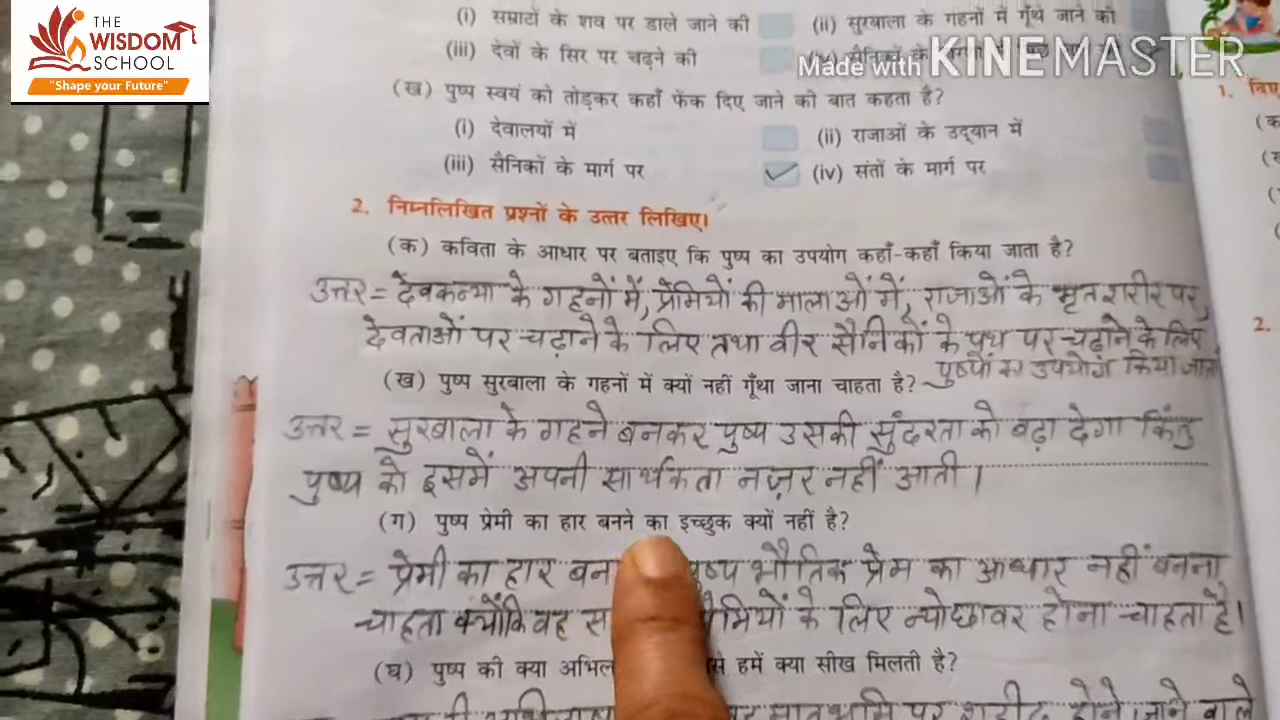 THE
WISDOM
SCHOOL
"Shape your Future"
Made with KINEMASTER
(i) सम्राटों के शव पर डाले जाने की
(ii) सुरबाला के गहनों में गूँथे जाने को
(iii) देवों के सिर पर चढ़ने की
(ख) पुष्प स्वयं को तोड़कर कहाँ फेंक दिए जाने को बात कहता है?
(i) देवालयों में
(ii) राजाओं के उद्यान में
(iii) सैनिकों के मार्ग पर
(iv) संतों के मार्ग पर
2. निम्नलिखित प्रश्नों के उत्तर लिखिए।
(क) कविता के आधार पर बताइए कि पुष्प का उपयोग कहाँ-कहाँ किया जाता है?
उत्तर = देवकन्या के गहनों में, प्रेमियों की मालाओं में, राजाओं के मृत शरीर पर,
देवताओं पर चढ़ाने के लिए तथा वीर सैनिकों के पथ पर चढ़ाने के लिए
पुष्पों का उपयोग किया जाता
(ख) पुष्प सुरबाला के गहनों में क्यों नहीं गूँथा जाना चाहता है?
उत्तर = सुरबाला के गहने बनकर पुष्प उसकी सुंदरता को बढ़ा देगा किंतु
पुष्प को इसमें अपनी सार्थकता नज़र नहीं आती।
(ग) पुष्प प्रेमी का हार बनने का इच्छुक क्यों नहीं है?
उत्तर = प्रेमी का हार भौतिक प्रेम का आधार नहीं बनना
चाहता क्योंकि वह के लिए न्योछावर होना चाहता है।
(घ) पुष्प की क्या हमें क्या सीख मिलती है?
मातृभूमि पर शहीद होने जाने वाले
1.
2.